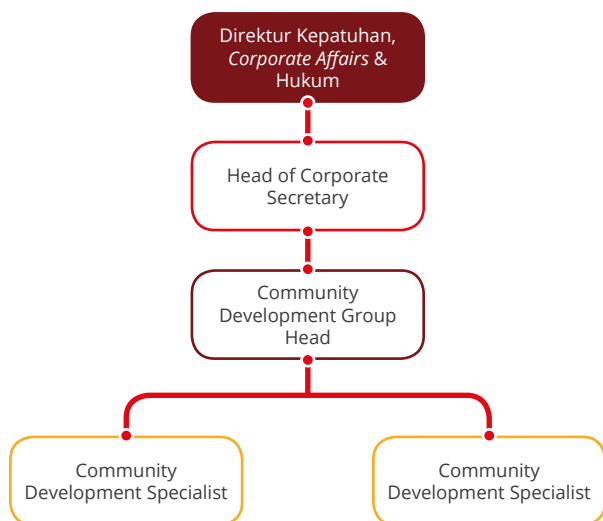 Direktur Kepatuhan,
Corporate Affairs &
Hukum
Head of Corporate
Secretary
Community
Development Group
Head
Community
Development Specialist
Community
Development Specialist